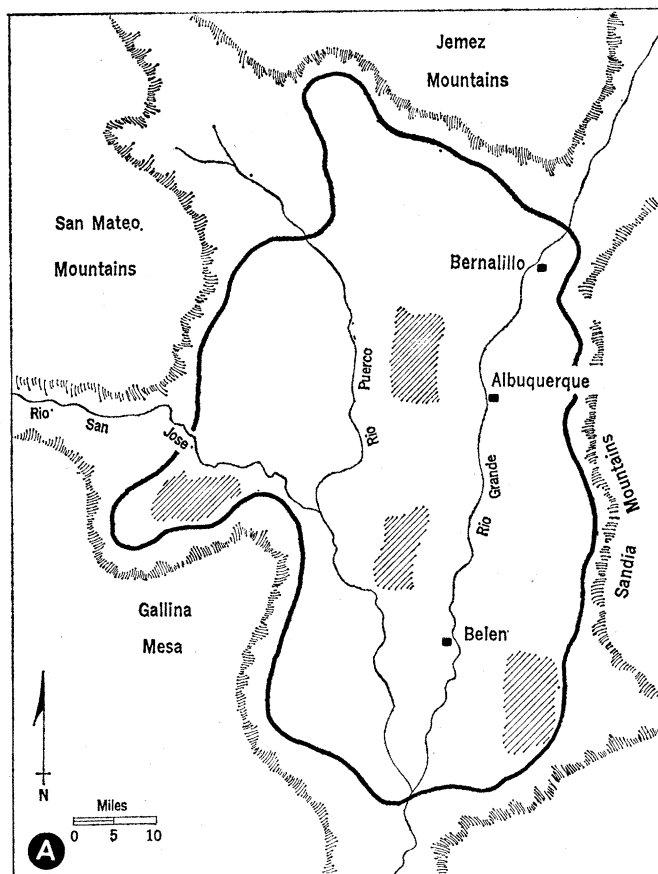 Jemez
Mountains
San Mateo
Mountains
Bernalillo
Puerco
Rio
Albuquerque
Rio San Jose
Grande
Rio
Sandia Mountains
Gallina
Mesa
Belen
N
Miles
0 5 10
A